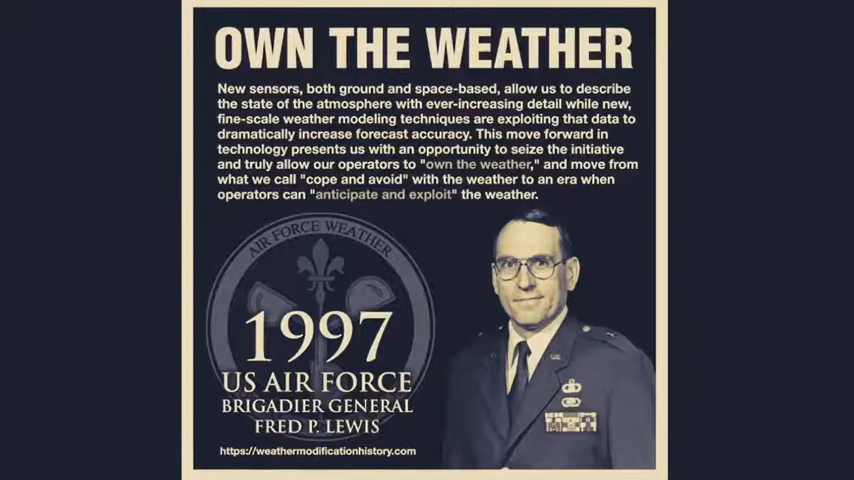 OWN THE WEATHER
New sensors, both ground and space-based, allow us to describe
the state of the atmosphere with ever-increasing detail while new,
fine-scale weather modeling techniques are exploiting that data to
dramatically increase forecast accuracy. This move forward in
technology presents us with an opportunity to seize the initiative
and truly allow our operators to "own the weather," and move from
what we call "cope and avoid" with the weather to an era when
operators can "anticipate and exploit" the weather.
AIR FORCE WEATHER
1997
US AIR FORCE
BRIGADIER GENERAL
FRED P. LEWIS
https://weathermodificationhistory.com
US